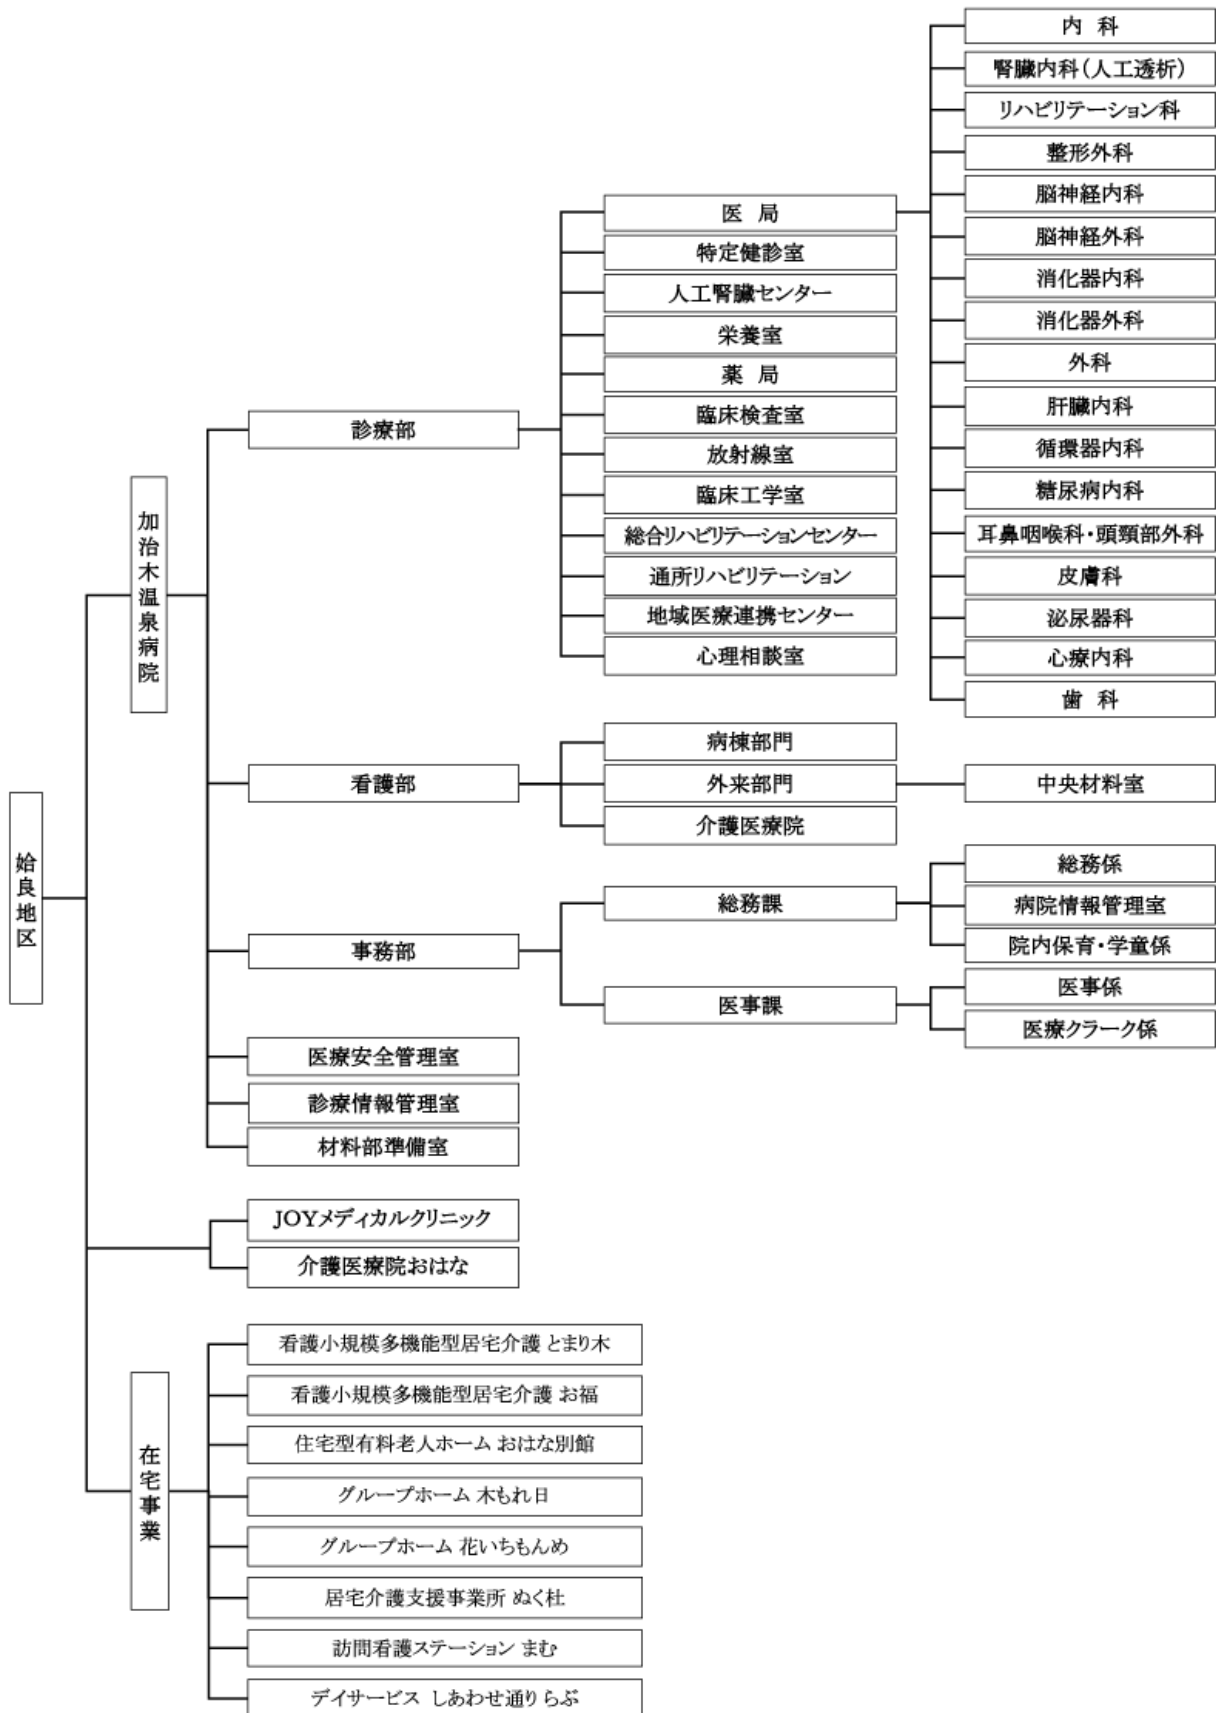 姶良地区
加治木温泉病院
診療部
医 局
内 科
腎臓内科（人工透析）
リハビリテーション科
整形外科
脳神経内科
脳神経外科
消化器内科
消化器外科
外科
肝臓内科
循環器内科
糖尿病内科
耳鼻咽喉科・頭頸部外科
皮膚科
泌尿器科
心療内科
歯 科
特定健診室
人工腎臓センター
栄養室
薬 局
臨床検査室
放射線室
臨床工学室
総合リハビリテーションセンター
通所リハビリテーション
地域医療連携センター
心理相談室
看護部
病棟部門
外来部門
中央材料室
介護医療院
事務部
総務課
総務係
病院情報管理室
院内保育・学童係
医事課
医事係
医療クラーク係
医療安全管理室
診療情報管理室
材料部準備室
JOYメディカルクリニック
介護医療院おはな
在宅事業
看護小規模多機能型居宅介護 とまり木
看護小規模多機能型居宅介護 お福
住宅型有料老人ホーム おはな別館
グループホーム 木もれ日
グループホーム 花いちもんめ
居宅介護支援事業所 ぬく杜
訪問看護ステーション まむ
デイサービス しあわせ通りらぶ